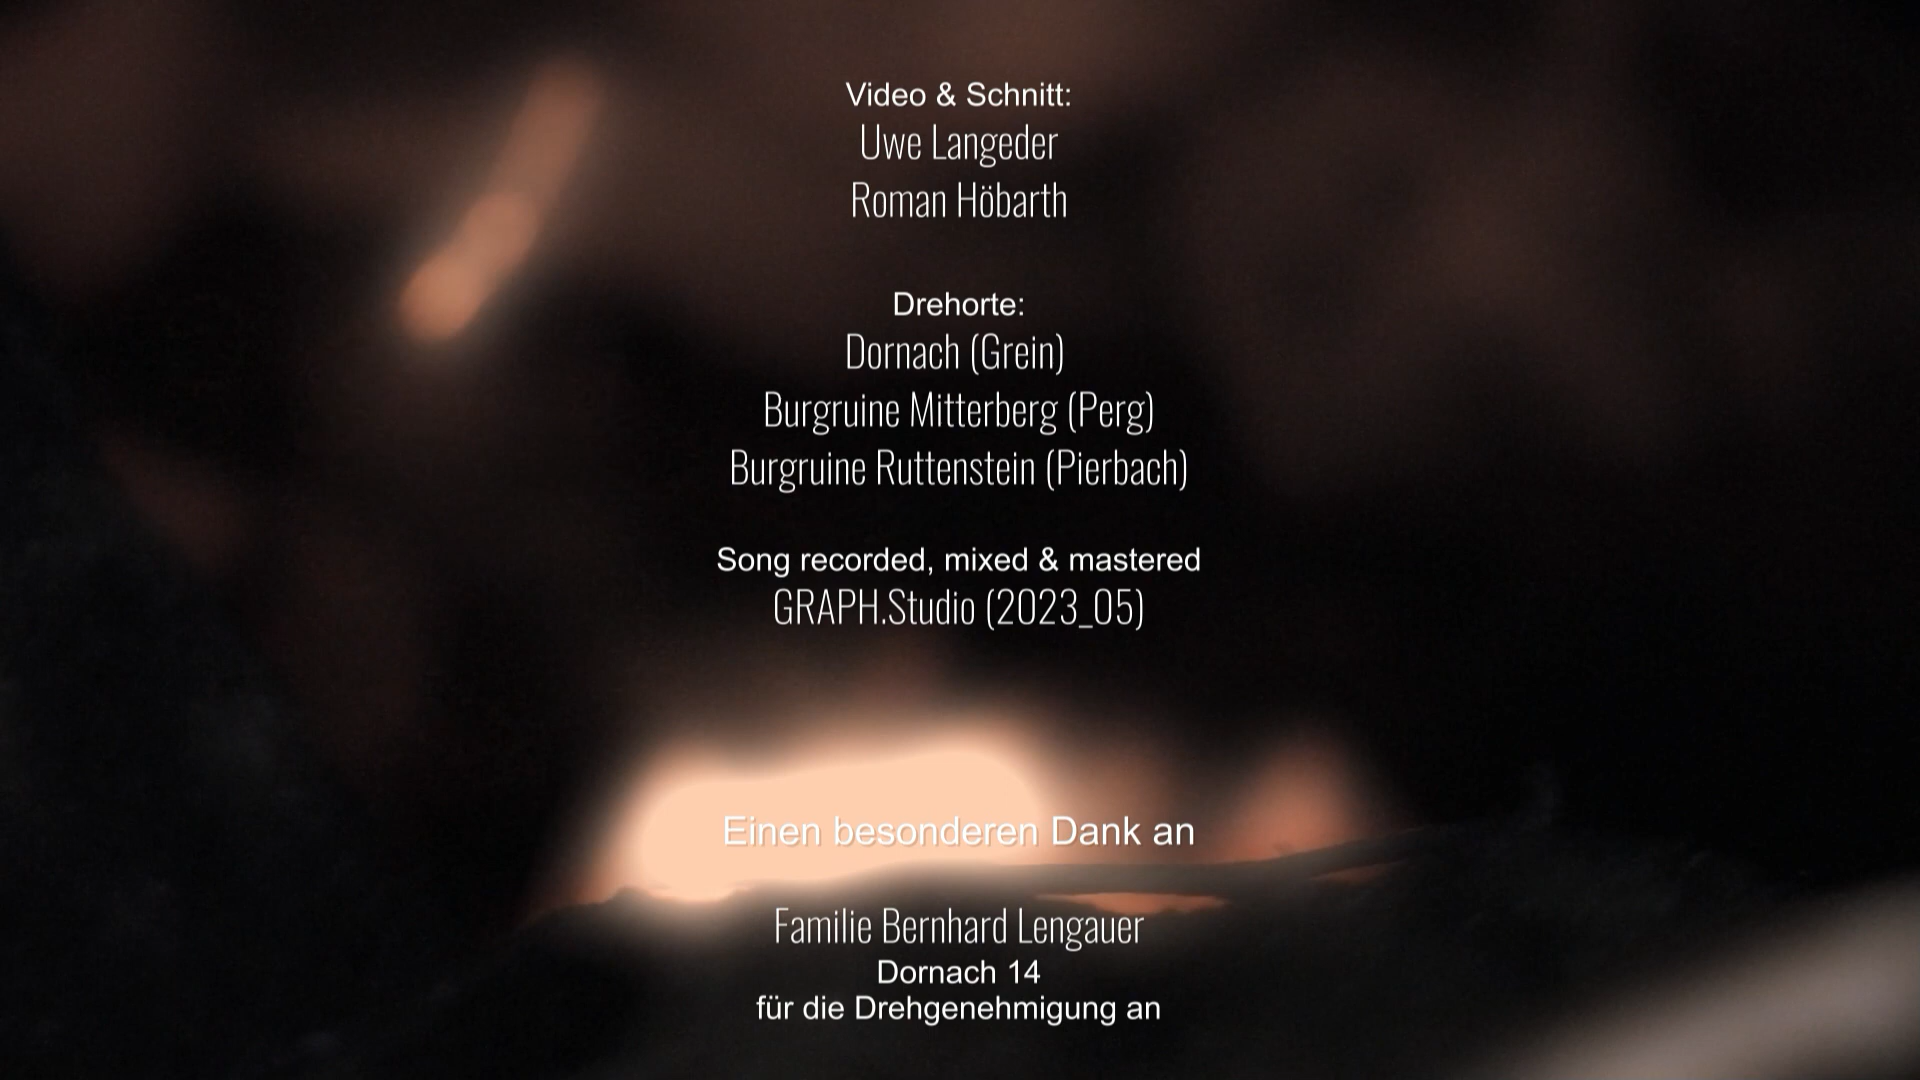 Video & Schnitt:
Uwe Langeder
Roman Höbarth
Drehorte:
Dornach (Grein)
Burgruine Mitterberg (Perg)
Burgruine Ruttenstein (Pierbach)
Song recorded, mixed & mastered
GRAPH.Studio (2023_05)
Einen besonderen Dank an
Familie Bernhard Lengauer
Dornach 14
für die Drehgenehmigung an